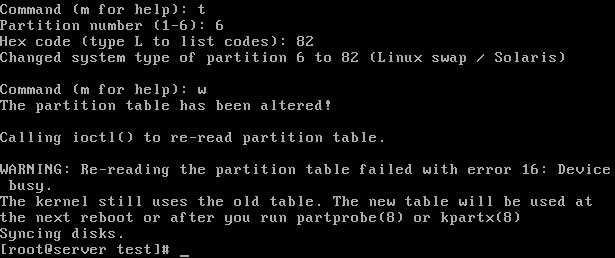 Command (m for help): t
Partition number (1-6): 6
Hex code (type L to list codes): 82
Changed system type of partition 6 to 82 (Linux swap / Solaris)
Command (m for help): w
The partition table has been altered!
Calling ioctl() to re-read partition table.
WARNING: Re-reading the partition table failed with error 16: Device
 busy.
The kernel still uses the old table. The new table will be used at
the next reboot or after you run partprobe(8) or kpartx(8)
Syncing disks.
[root@server test]# _